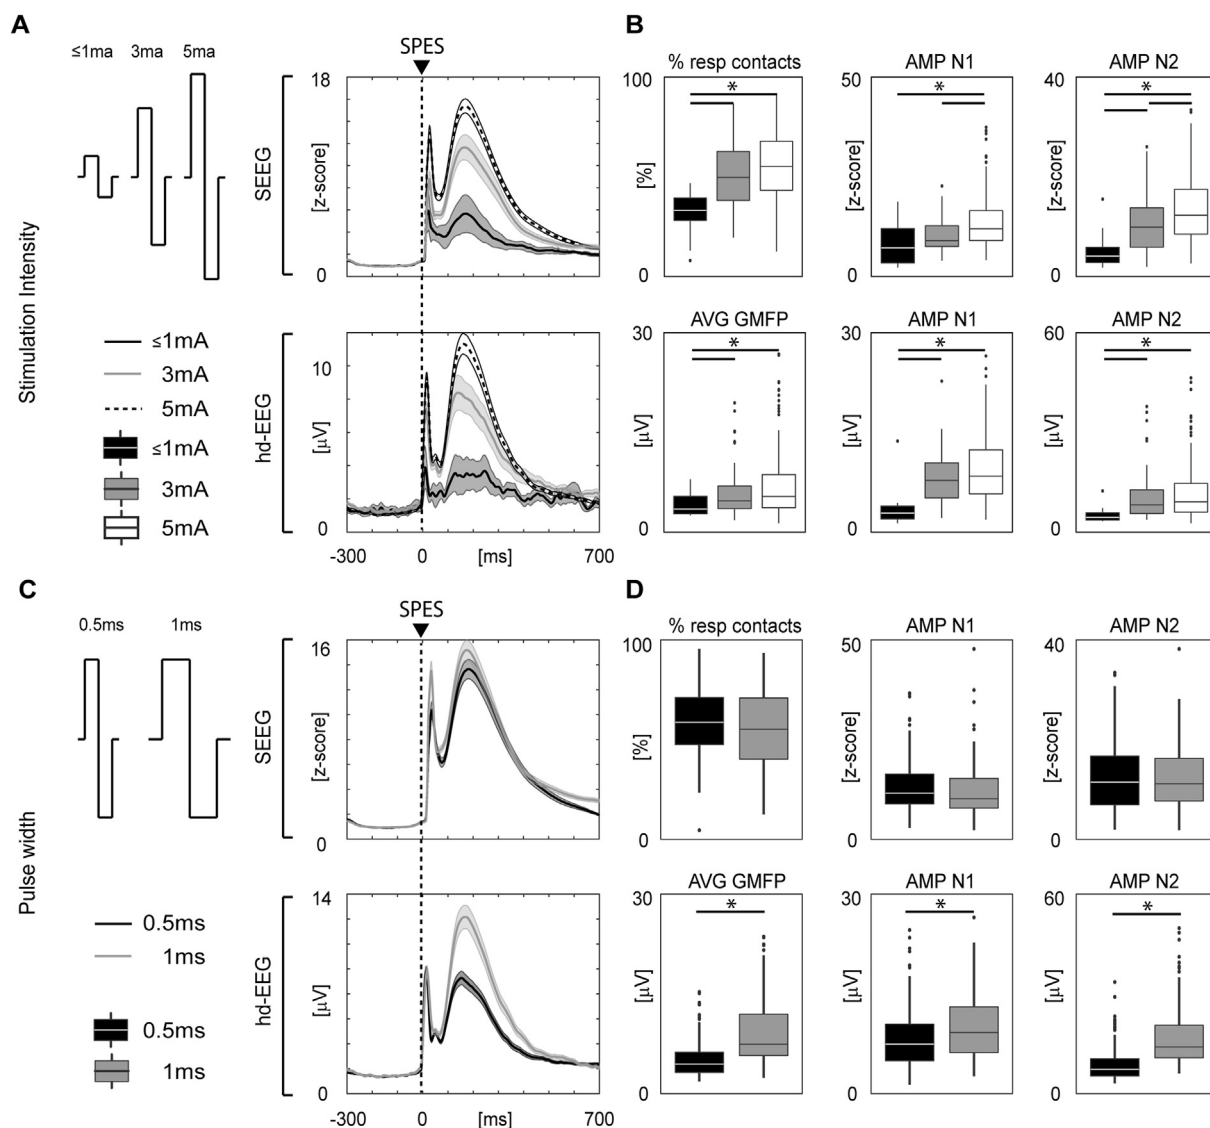 A
≤1ma 3ma 5ma
SPES
B
% resp contacts AMP N1 AMP N2
Stimulation Intensity
SEEG
[z-score]
18
0
[%]
100
0
*
[z-score]
50
0
*
[z-score]
40
0
*
≤1mA
3mA
5mA
≤1mA
3mA
5mA
hd-EEG
[µV]
10
0
-300 0 [ms] 700
AVG GMFP AMP N1 AMP N2
[µV]
30
0
*
[µV]
30
0
*
[µV]
60
0
*
C
0.5ms 1ms
SPES
D
% resp contacts AMP N1 AMP N2
Pulse width
SEEG
[z-score]
16
0
[%]
100
0
[z-score]
50
0
[z-score]
40
0
0.5ms
1ms
0.5ms
1ms
hd-EEG
[µV]
14
0
-300 0 [ms] 700
AVG GMFP AMP N1 AMP N2
[µV]
30
0
*
[µV]
30
0
*
[µV]
60
0
*